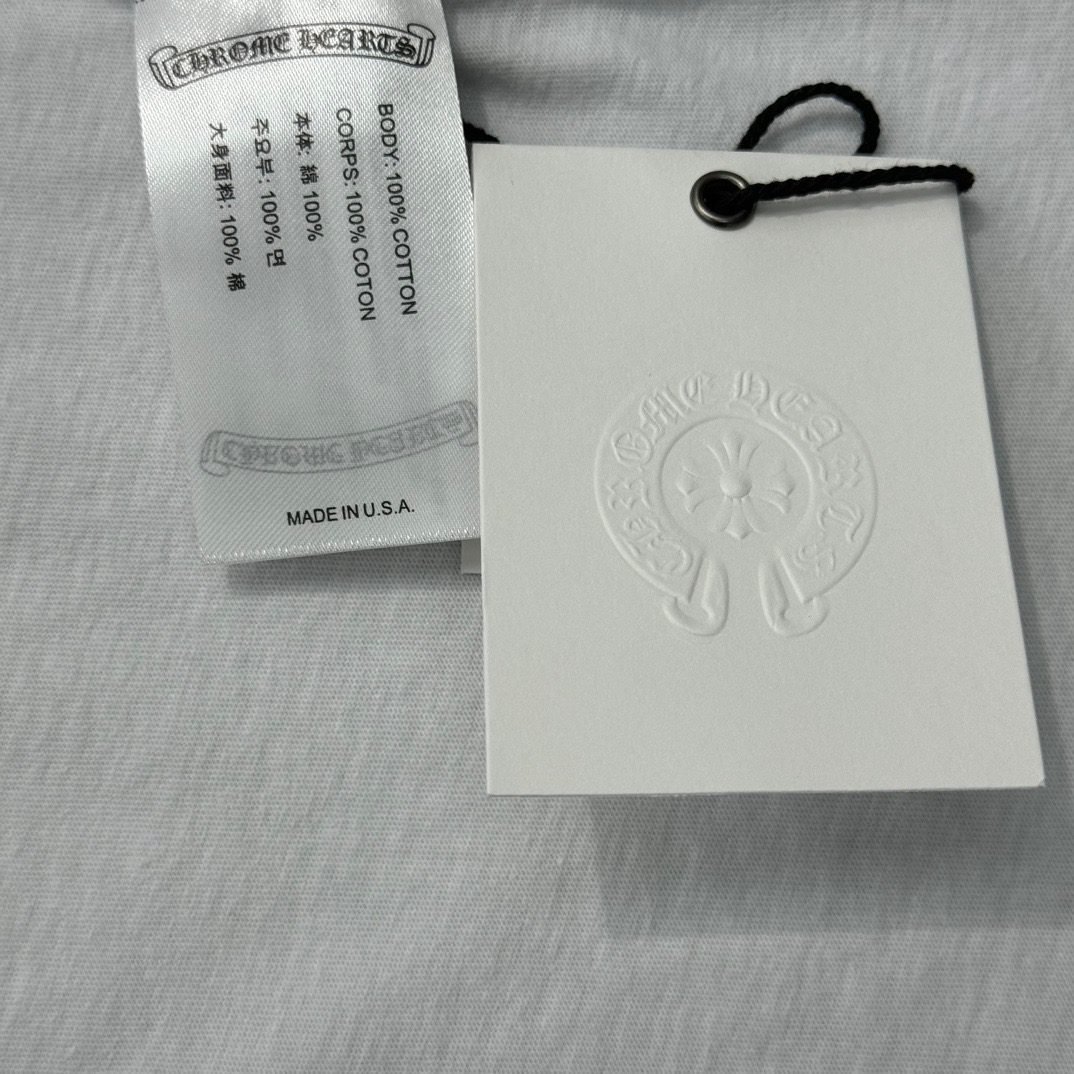 CHROME HEARTS
BODY: 100% COTTON
CORPS: 100% COTON
本体: 綿 100%
주요부: 100% 면
大身面料: 100% 棉
CHROME HEARTS
MADE IN U.S.A.
CHROME HEARTS